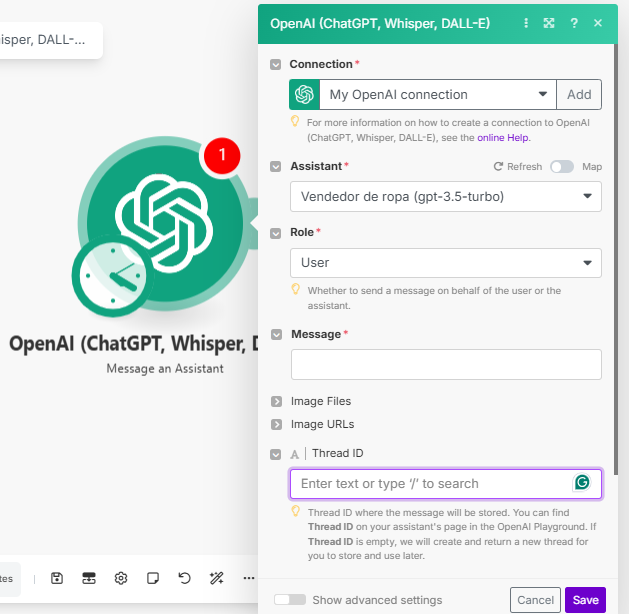 isper, DALL-...
1
OpenAI (ChatGPT, Whisper, D
Message an Assistant
tes
OpenAI (ChatGPT, Whisper, DALL-E)
Connection*
My OpenAI connection
Add
For more information on how to create a connection to OpenAI
(ChatGPT, Whisper, DALL-E), see the online Help.
Assistant*
Refresh
Map
Vendedor de ropa (gpt-3.5-turbo)
Role*
User
Whether to send a message on behalf of the user or the
assistant.
Message*
Image Files
Image URLs
A | Thread ID
Enter text or type '/' to search
Thread ID where the message will be stored. You can find
Thread ID on your assistant's page in the OpenAI Playground. If
Thread ID is empty, we will create and return a new thread for
you to store and use later.
Show advanced settings
Cancel
Save